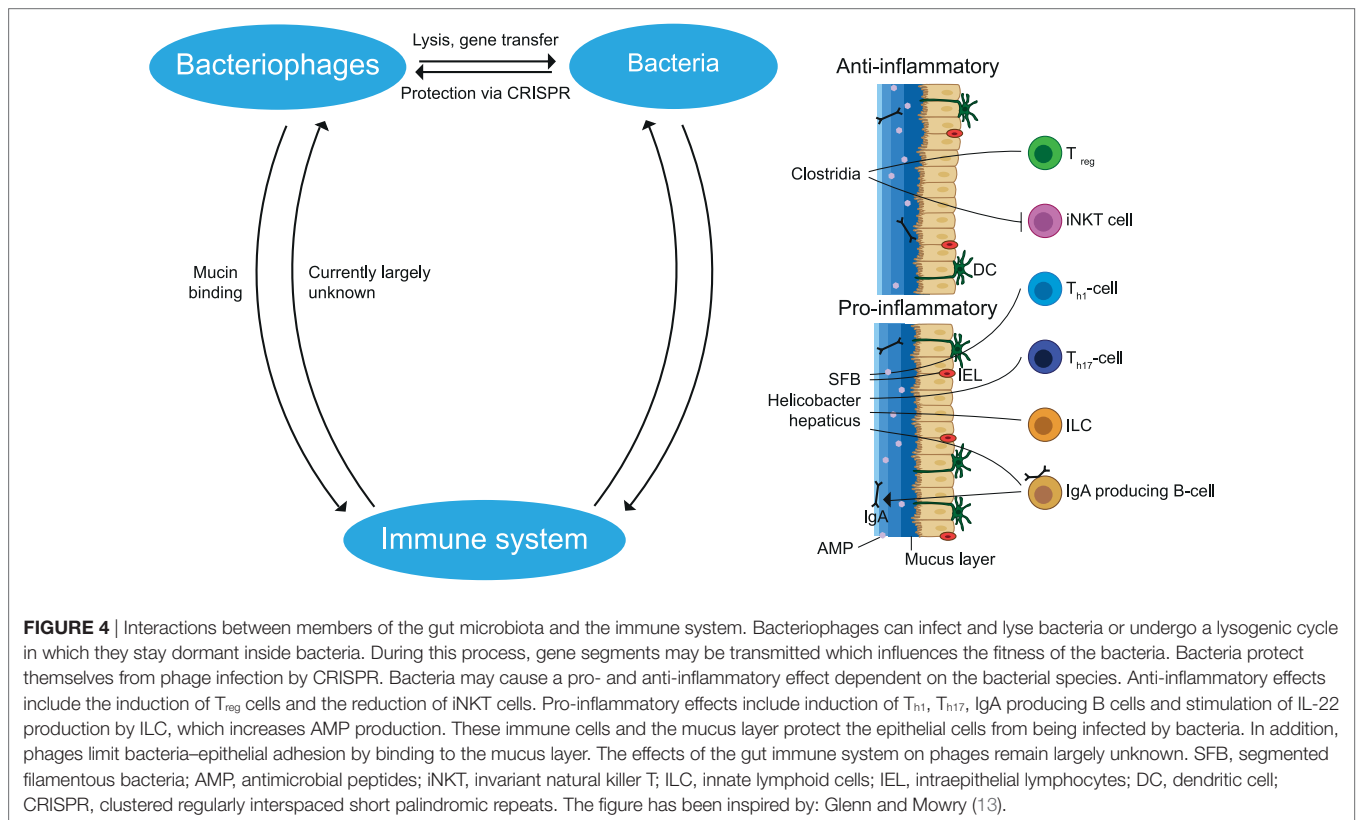 Bacteriophages
Lysis, gene transfer
Protection via CRISPR
Bacteria
Mucin
binding
Currently largely
unknown
Immune system
Anti-inflammatory
Clostridia
DC
T reg
iNKT cell
Th1-cell
Th17-cell
ILC
IgA producing B-cell
Pro-inflammatory
SFB
IEL
Helicobacter
hepaticus
IgA
AMP
Mucus layer
FIGURE 4 | Interactions between members of the gut microbiota and the immune system. Bacteriophages can infect and lyse bacteria or undergo a lysogenic cycle
in which they stay dormant inside bacteria. During this process, gene segments may be transmitted which influences the fitness of the bacteria. Bacteria protect
themselves from phage infection by CRISPR. Bacteria may cause a pro- and anti-inflammatory effect dependent on the bacterial species. Anti-inflammatory effects
include the induction of Treg cells and the reduction of iNKT cells. Pro-inflammatory effects include induction of Th1, Th17, IgA producing B cells and stimulation of IL-22
production by ILC, which increases AMP production. These immune cells and the mucus layer protect the epithelial cells from being infected by bacteria. In addition,
phages limit bacteria–epithelial adhesion by binding to the mucus layer. The effects of the gut immune system on phages remain largely unknown. SFB, segmented
filamentous bacteria; AMP, antimicrobial peptides; iNKT, invariant natural killer T; ILC, innate lymphoid cells; IEL, intraepithelial lymphocytes; DC, dendritic cell;
CRISPR, clustered regularly interspaced short palindromic repeats. The figure has been inspired by: Glenn and Mowry (13).